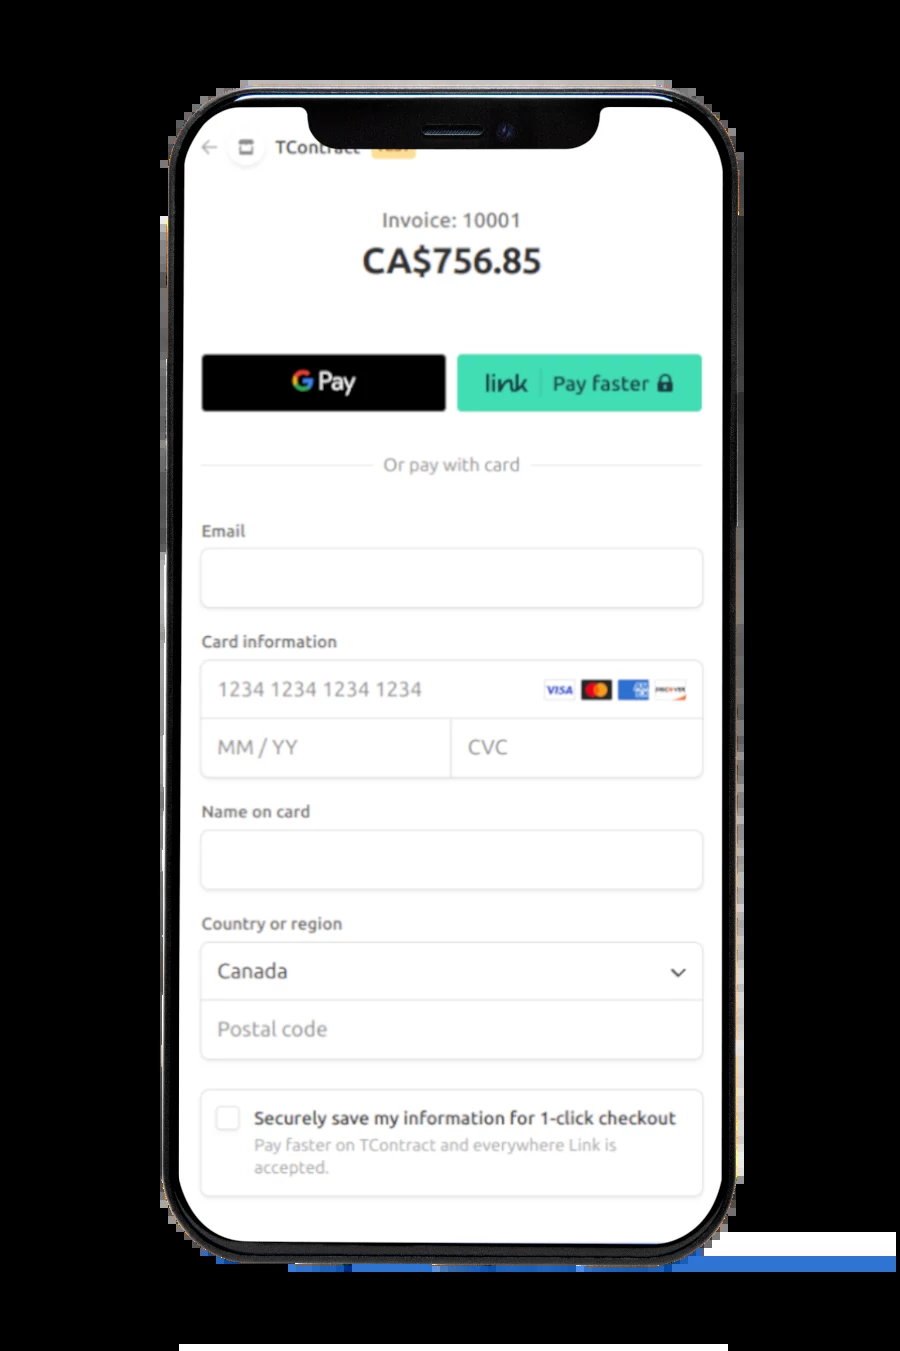 TContract
Invoice: 10001
CA$756.85
G Pay
link Pay faster
Or pay with card
Email
Card information
1234 1234 1234 1234 VISA DISCOVER
MM / YY CVC
Name on card
Country or region
Canada
Postal code
Securely save my information for 1-click checkout
Pay faster on TContract and everywhere Link is
accepted.